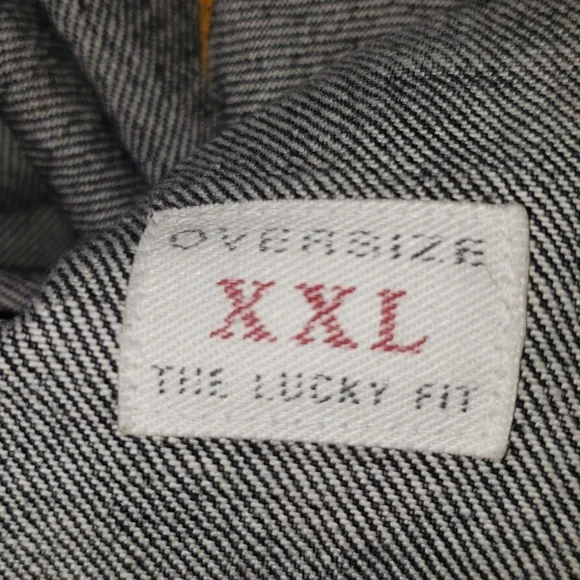 OVERSIZE
XXL
THE LUCKY FIT